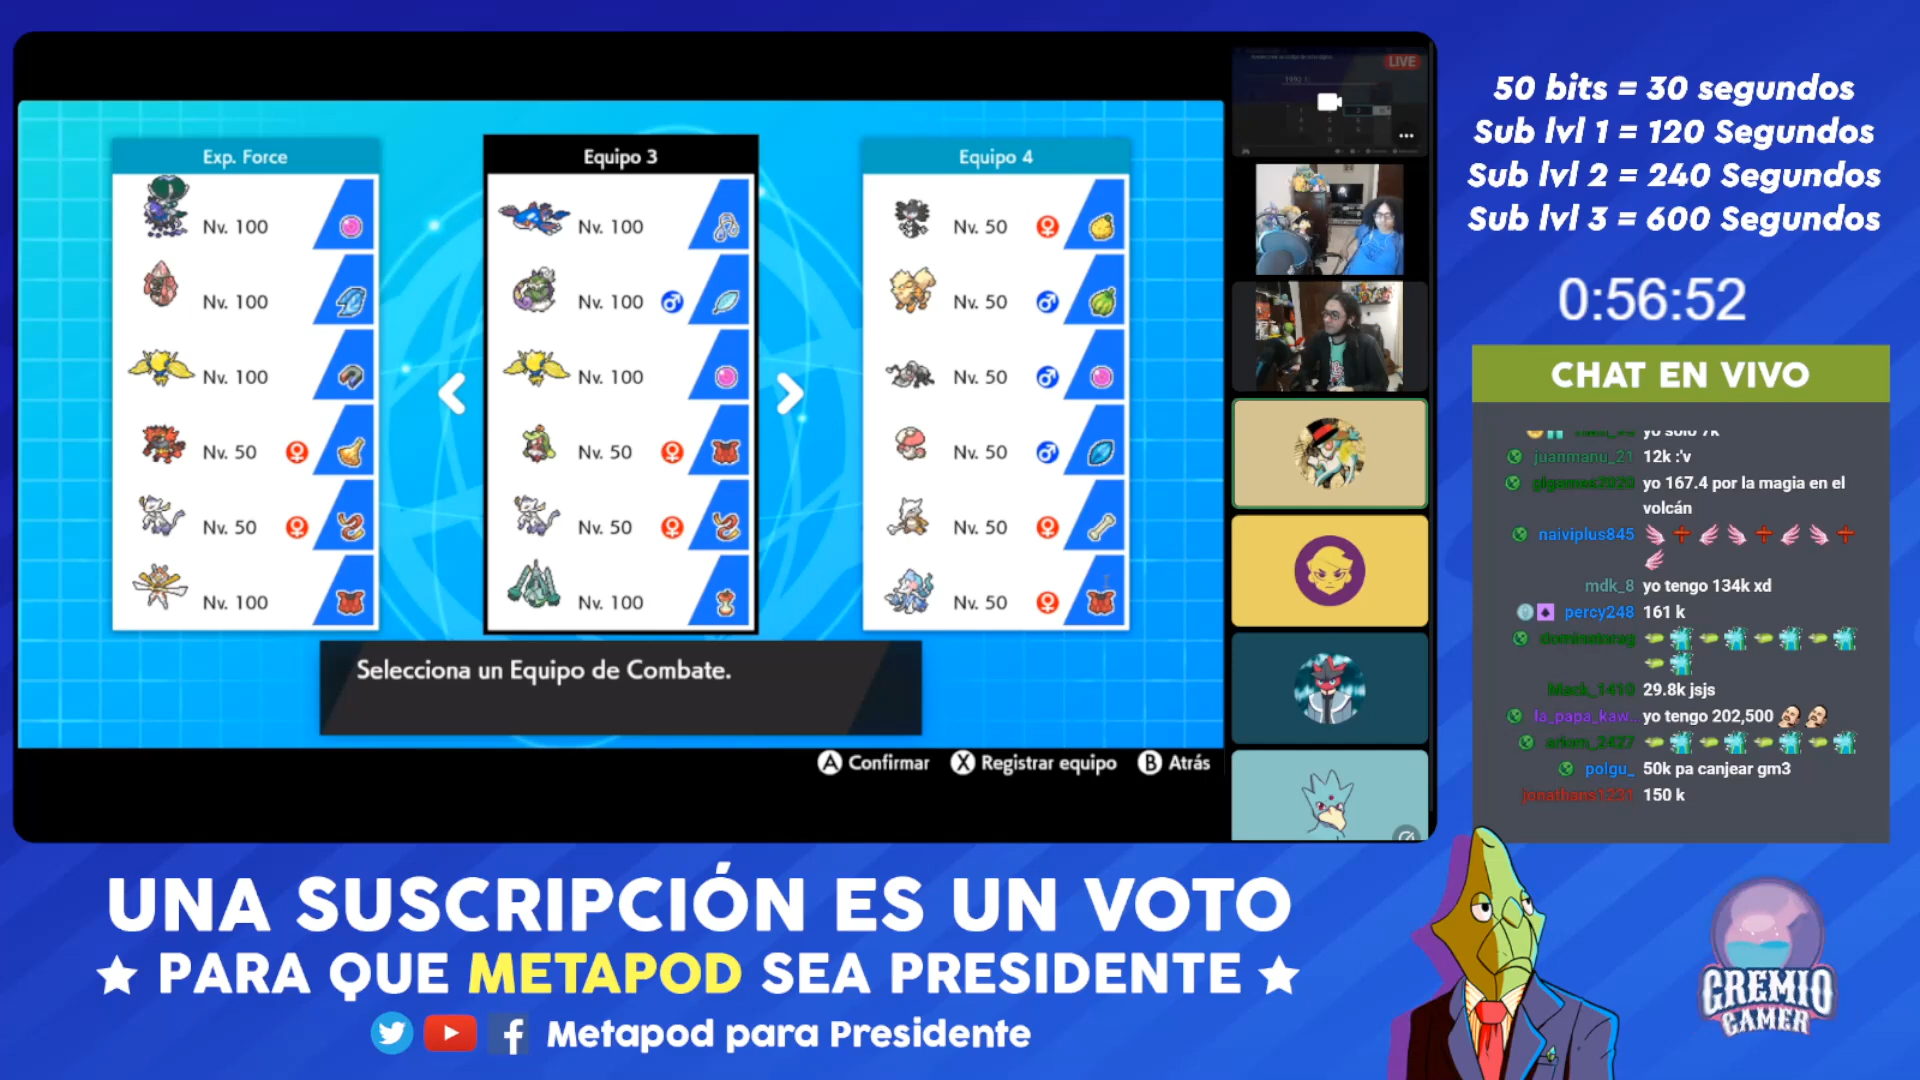 Exp. Force
Nv. 100
Nv. 100
Nv. 100
Nv. 50
Nv. 50
Nv. 100
Equipo 3
Nv. 100
Nv. 100
Nv. 100
Nv. 50
Nv. 50
Nv. 100
Equipo 4
Nv. 50
Nv. 50
Nv. 50
Nv. 50
Nv. 50
Nv. 50
Selecciona un Equipo de Combate.
A Confirmar X Registrar equipo B Atrás
LIVE
50 bits = 30 segundos
Sub lvl 1 = 120 Segundos
Sub lvl 2 = 240 Segundos
Sub lvl 3 = 600 Segundos
0:56:52
CHAT EN VIVO
yo solo 7k
juanmanu_21 12k :'v
gigames2020 yo 167.4 por la magia en el
volcán
naiviplus845
mdk_8 yo tengo 134k xd
percy248 161 k
Mack_1410 29.8k jsjs
la_papa_kaw.. yo tengo 202,500
polgu_ 50k pa canjear gm3
jonathans1231 150 k
UNA SUSCRIPCIÓN ES UN VOTO
PARA QUE METAPOD SEA PRESIDENTE
Metapod para Presidente
GREMIO
GAMER